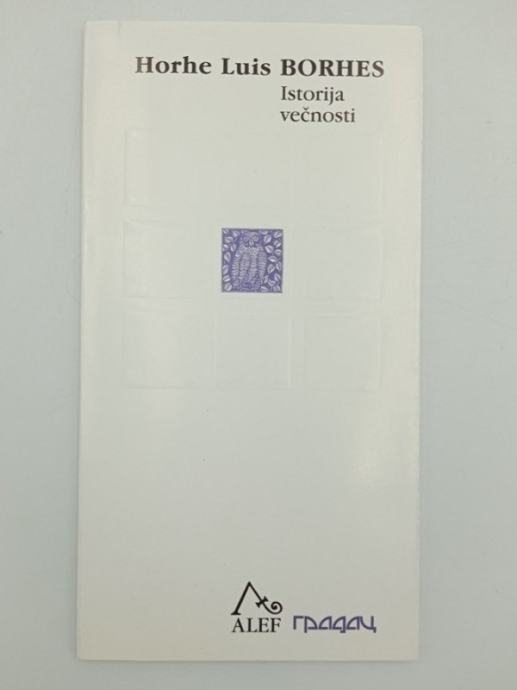 Horhe Luis BORHES
Istorija
večnosti
ALEF градац